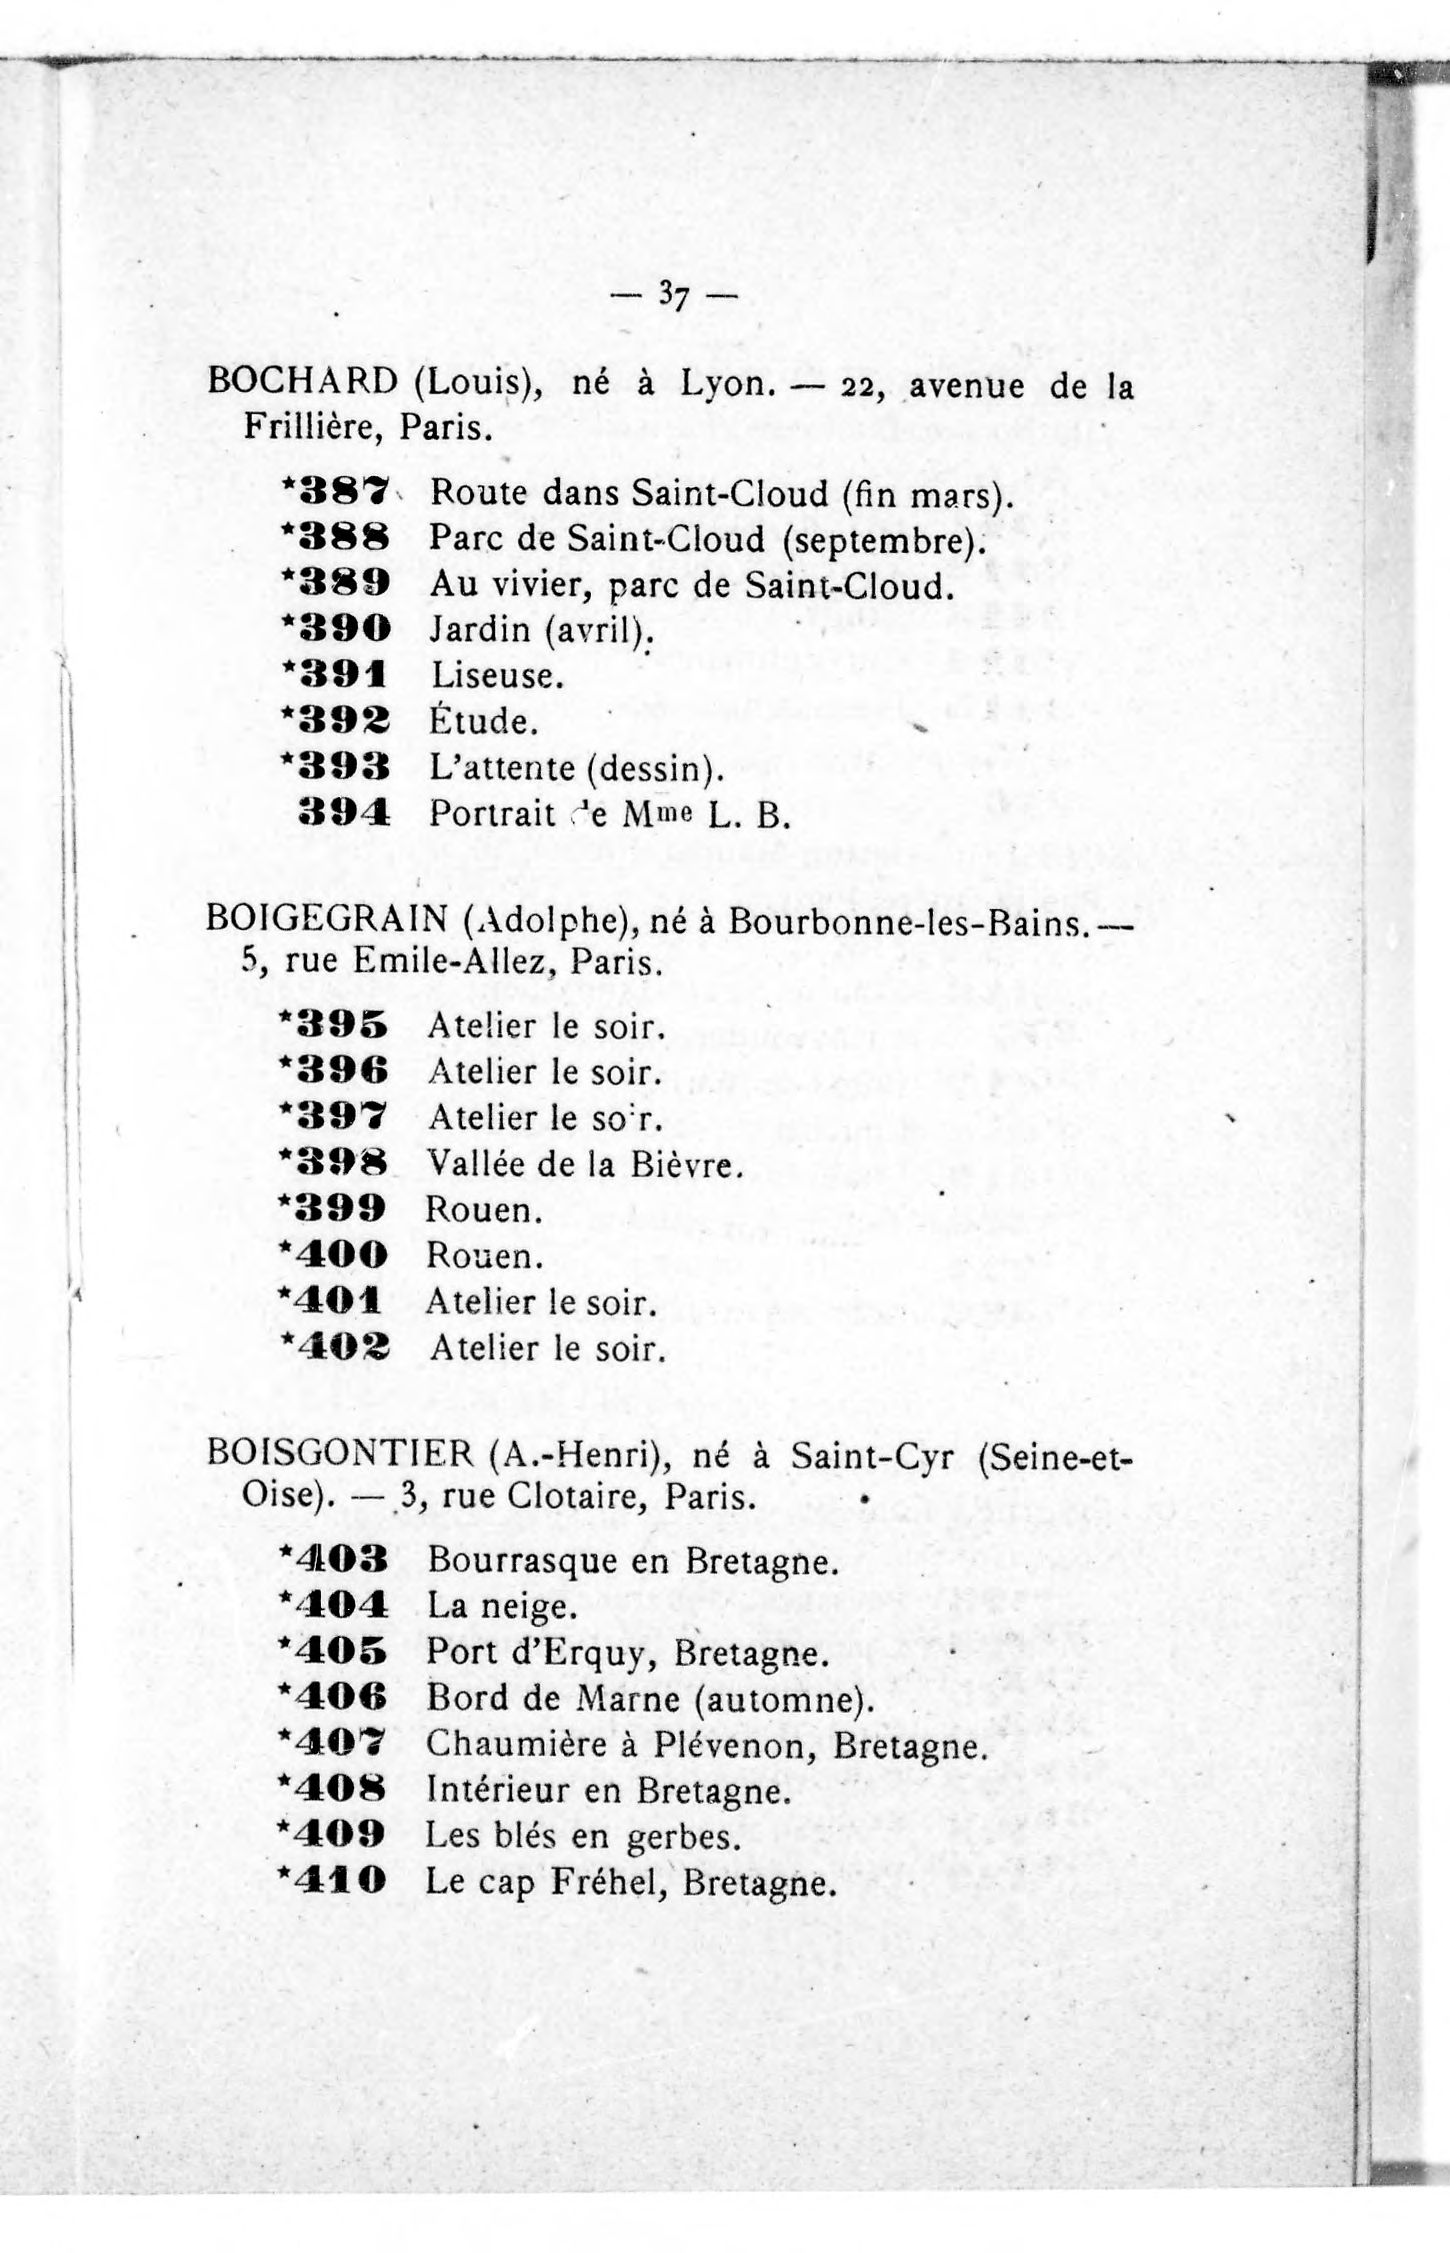 — 37 —
BOCHARD (Louis), né à Lyon. — 22, avenue de la
Frillière, Paris.
*387 Route dans Saint-Cloud (fin mars).
*388 Parc de Saint-Cloud (septembre).
*389 Au vivier, parc de Saint-Cloud.
*390 Jardin (avril).
*391 Liseuse.
*392 Étude.
*393 L'attente (dessin).
394 Portrait de Mme L. B.
BOIGEGRAIN (Adolphe), né à Bourbonne-les-Bains. —
5, rue Emile-Allez, Paris.
*395 Atelier le soir.
*396 Atelier le soir.
*397 Atelier le soir.
*398 Vallée de la Bièvre.
*399 Rouen.
*400 Rouen.
*401 Atelier le soir.
*402 Atelier le soir.
BOISGONTIER (A.-Henri), né à Saint-Cyr (Seine-et-
Oise). — 3, rue Clotaire, Paris.
*403 Bourrasque en Bretagne.
*404 La neige.
*405 Port d'Erquy, Bretagne.
*406 Bord de Marne (automne).
*407 Chaumière à Plévenon, Bretagne.
*408 Intérieur en Bretagne.
*409 Les blés en gerbes.
*410 Le cap Fréhel, Bretagne.